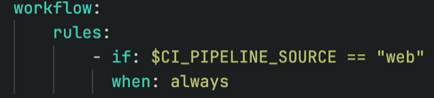 workflow:
    rules:
        - if: $CI_PIPELINE_SOURCE == "web"
          when: always